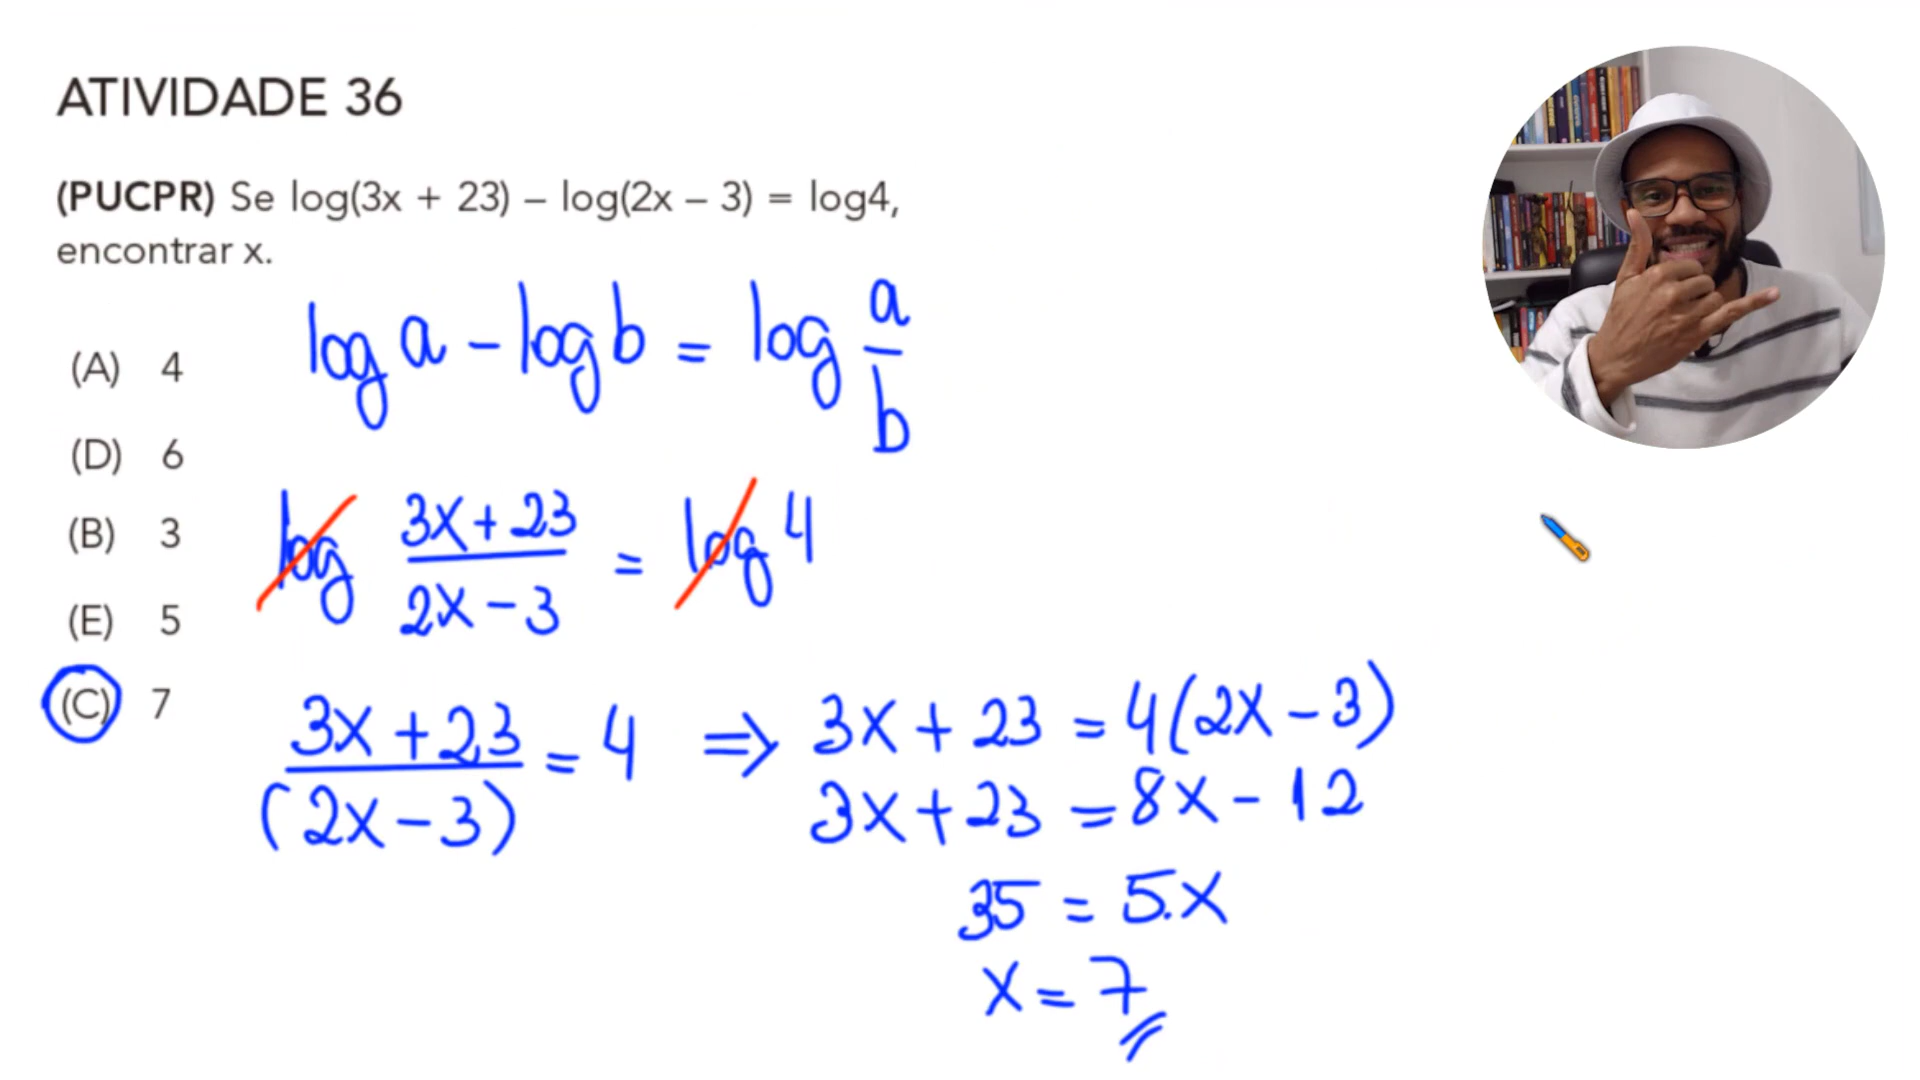 ATIVIDADE 36
(PUCPR) Se log(3x + 23) – log(2x – 3) = log4,
encontrar x.
log a - log b = log a/b
(A) 4
(D) 6
(B) 3
(E) 5
(C) 7
log 3x+23/2x-3 = log 4
3x+23/(2x-3) = 4 ⇒ 3x+23 = 4(2x-3)
3x+23 = 8x-12
35 = 5.x
x = 7